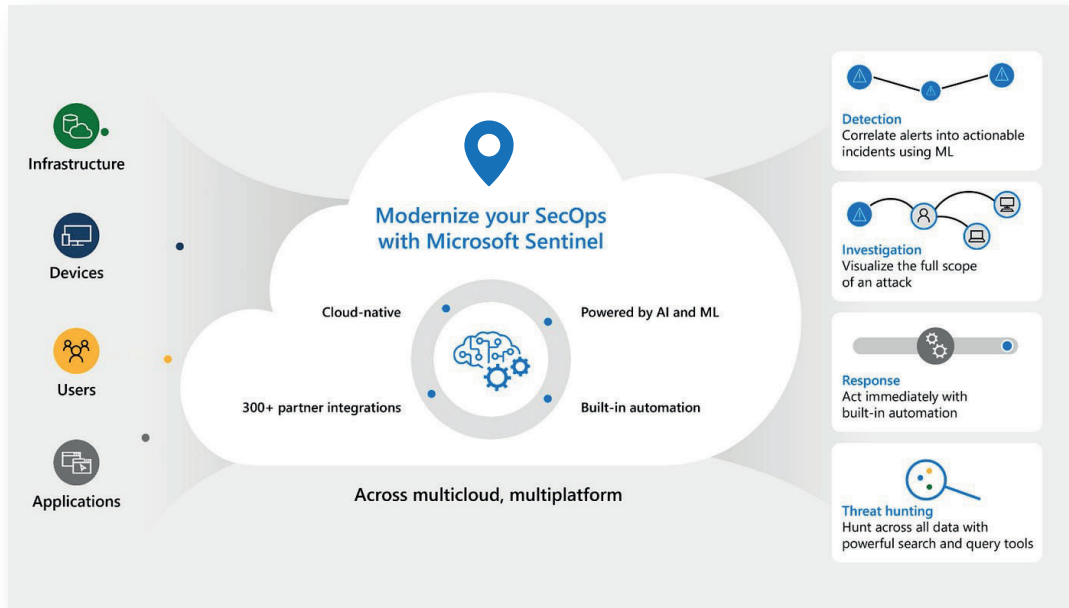 Infrastructure
Devices
Users
Applications
Modernize your SecOps
with Microsoft Sentinel
Cloud-native
Powered by AI and ML
300+ partner integrations
Built-in automation
Across multicloud, multiplatform
Detection
Correlate alerts into actionable
incidents using ML
Investigation
Visualize the full scope
of an attack
Response
Act immediately with
built-in automation
Threat hunting
Hunt across all data with
powerful search and query tools